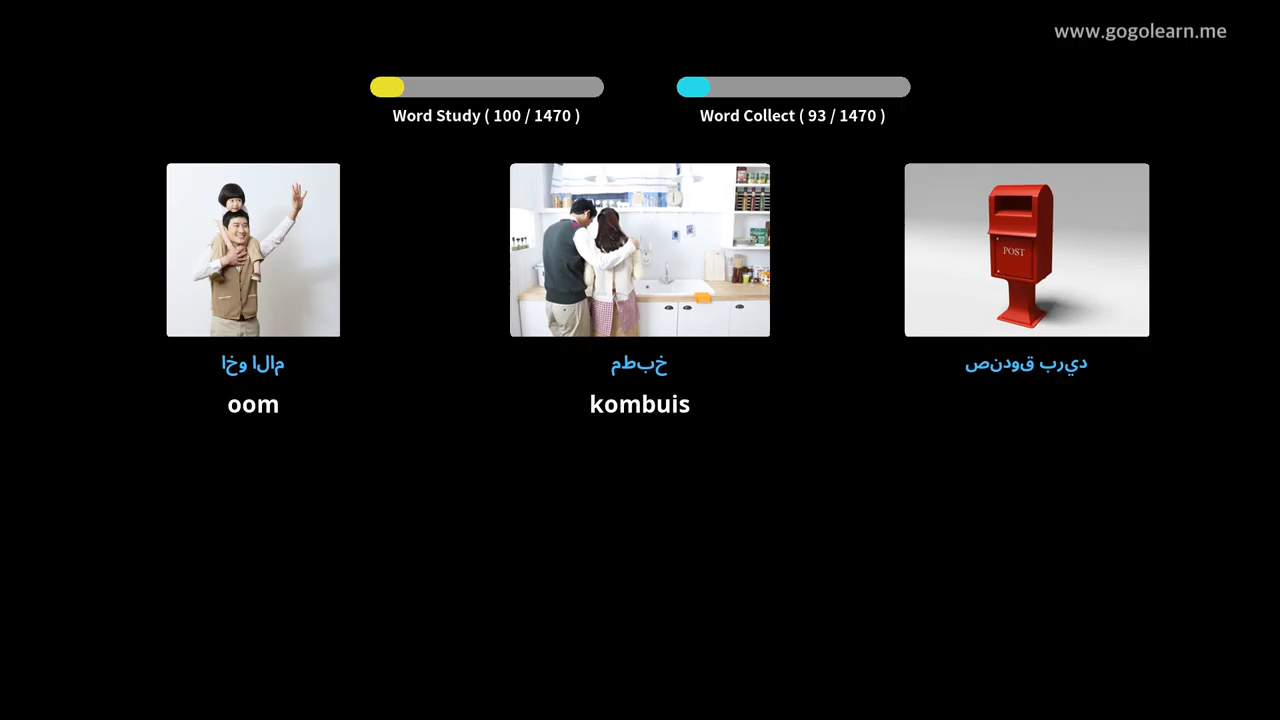 www.gogolearn.me
Word Study ( 100 / 1470 )
Word Collect ( 93 / 1470 )
اخو الام
oom
مطبخ
kombuis
صندوق بريد
POST